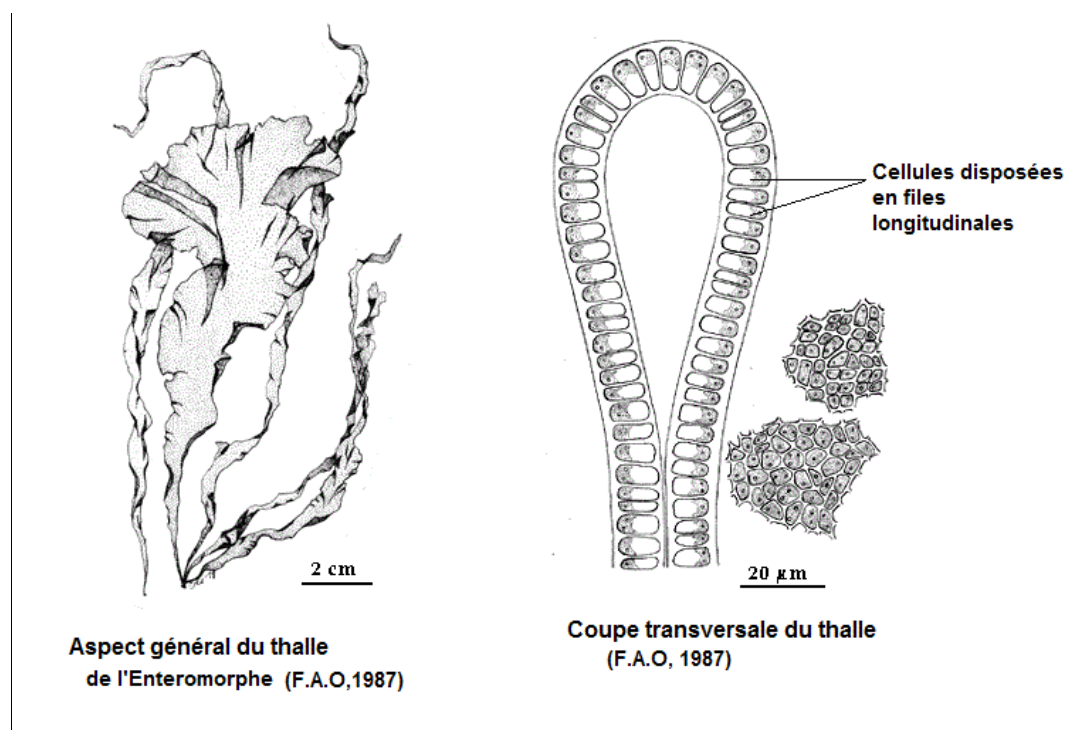 Cellules disposées
en files
longitudinales
2 cm
20 µm
Aspect général du thalle
de l'Enteromorphe (F.A.O,1987)
Coupe transversale du thalle
(F.A.O, 1987)